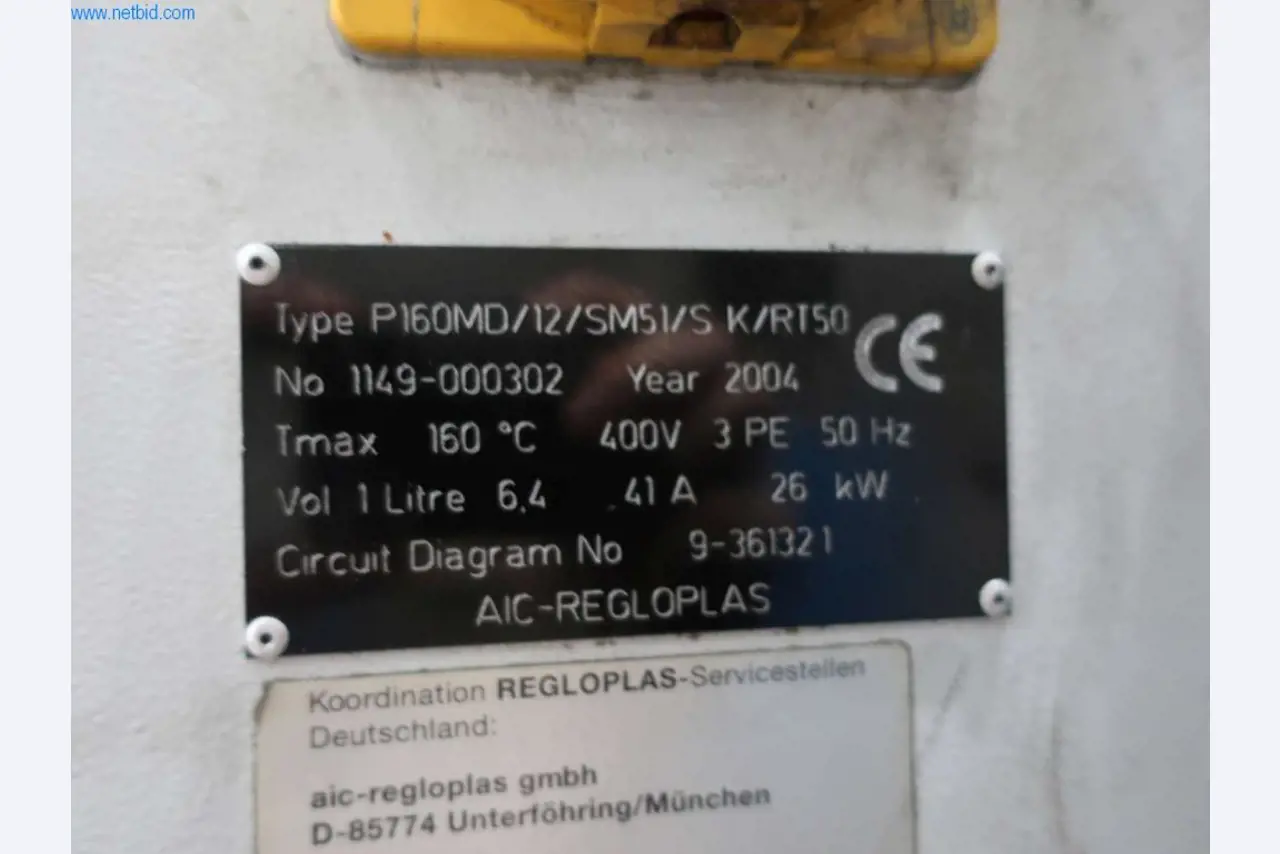 www.netbid.com
Type P160MD/12/SM51/S K/RT50 CE
No 1149-000302 Year 2004
Tmax 160 °C 400V 3 PE 50 Hz
Vol 1 Litre 6,4 41 A 26 kW
Circuit Diagram No 9-361321
AIC-REGLOPLAS
Koordination REGLOPLAS-Servicestellen
Deutschland:
aic-regloplas gmbh
D-85774 Unterföhring/München